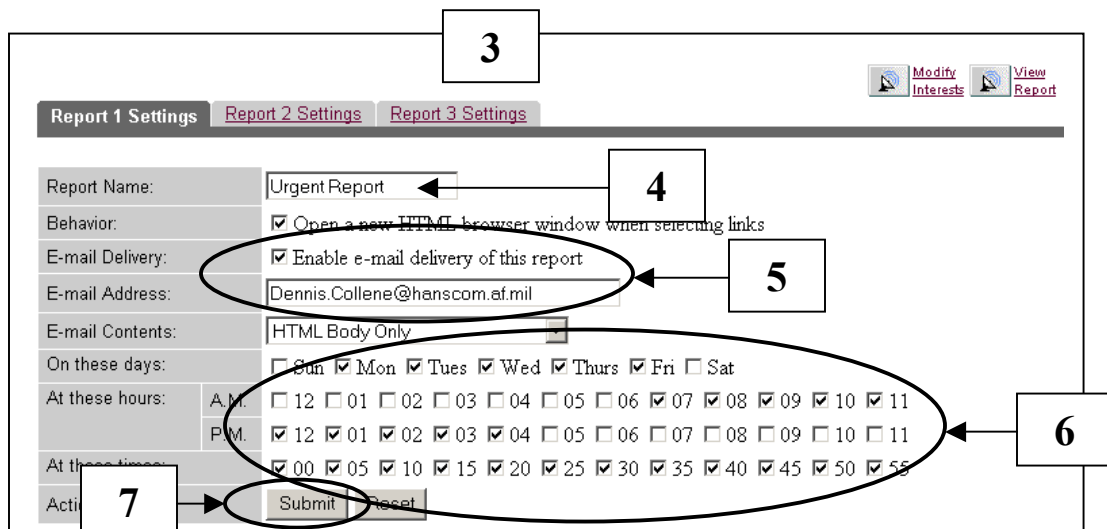 3
Modify Interests
View Report
Report 1 Settings Report 2 Settings Report 3 Settings
Report Name: Urgent Report
4
Behavior: Open a new HTML browser window when selecting links
E-mail Delivery: Enable e-mail delivery of this report
5
E-mail Address: Dennis.Collene@hanscom.af.mil
E-mail Contents: HTML Body Only
On these days: Sun Mon Tues Wed Thurs Fri Sat
At these hours: A.M. 12 01 02 03 04 05 06 07 08 09 10 11
P.M. 12 01 02 03 04 05 06 07 08 09 10 11
6
At these times: 00 05 10 15 20 25 30 35 40 45 50 55
7
Submit Reset